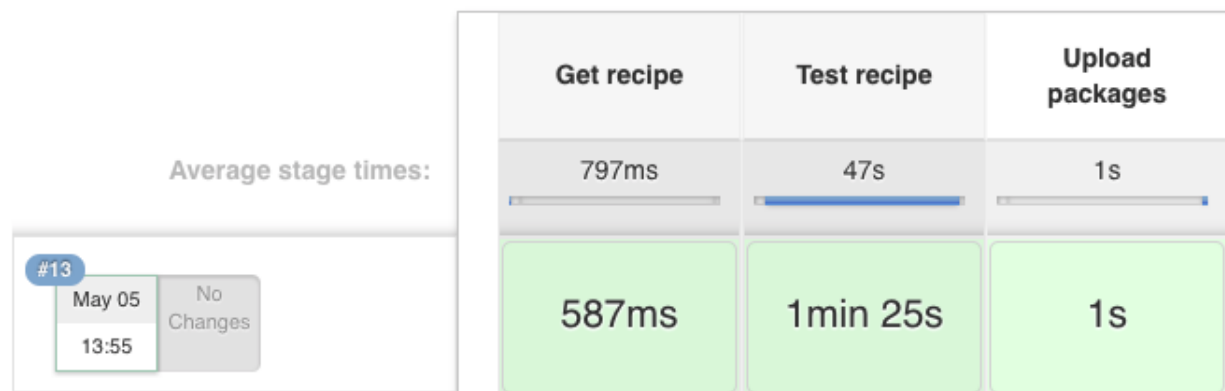 Get recipe
Test recipe
Upload
packages
Average stage times:
797ms
47s
1s
#13
May 05
13:55
No
Changes
587ms
1min 25s
1s